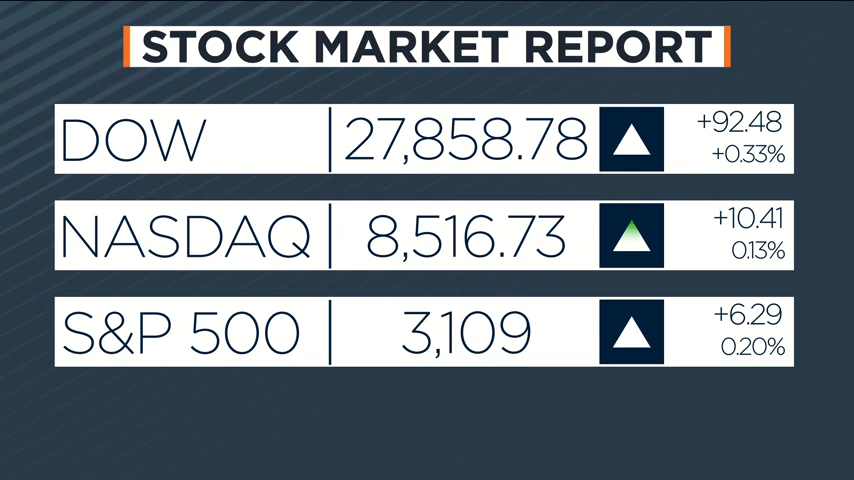 STOCK MARKET REPORT
DOW 27,858.78 +92.48
+0.33%
NASDAQ 8,516.73 +10.41
0.13%
S&P 500 3,109 +6.29
0.20%